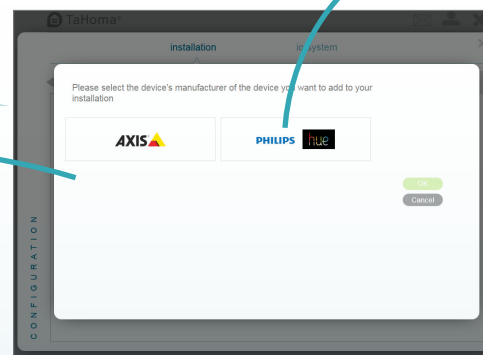 TaHoma®
installation
io system
Please select the device's manufacturer of the device you want to add to your
installation
AXIS
PHILIPS hue
OK
Cancel
CONFIGURATION